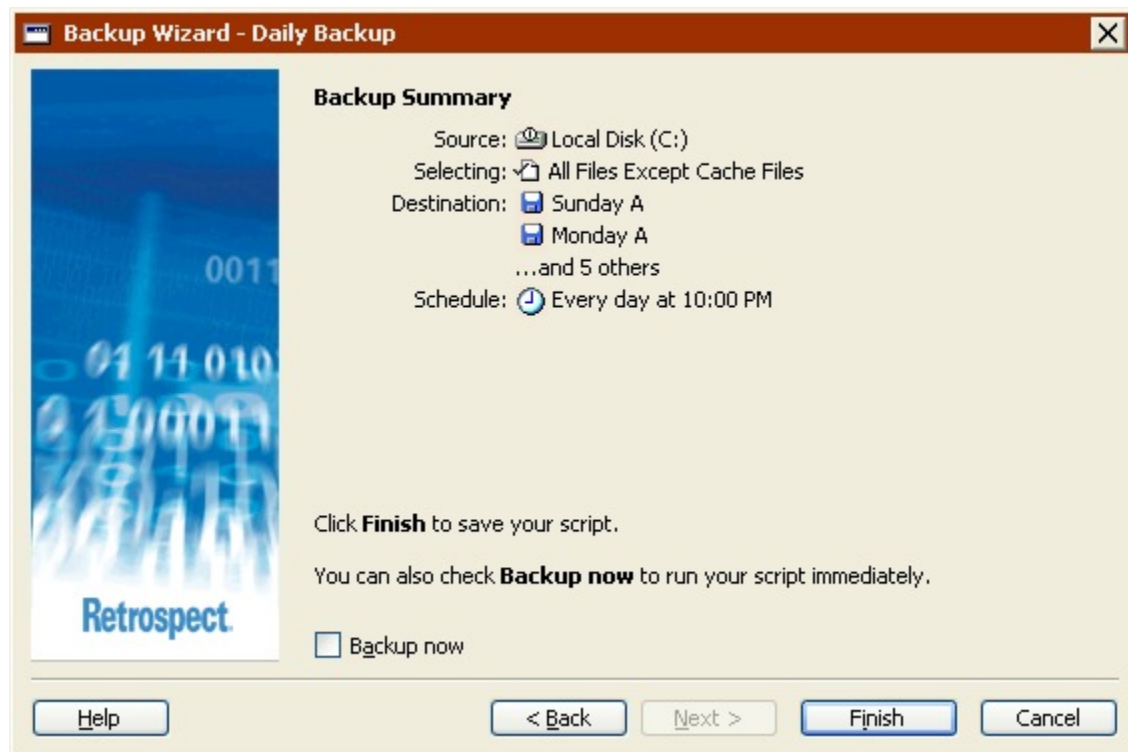 Backup Wizard - Daily Backup
Backup Summary
Source: Local Disk (C:)
Selecting: All Files Except Cache Files
Destination: Sunday A
Monday A
...and 5 others
Schedule: Every day at 10:00 PM
0011
01 11 010
0 1 00011
Click Finish to save your script.
You can also check Backup now to run your script immediately.
Retrospect.
Backup now
Help
< Back
Next >
Finish
Cancel